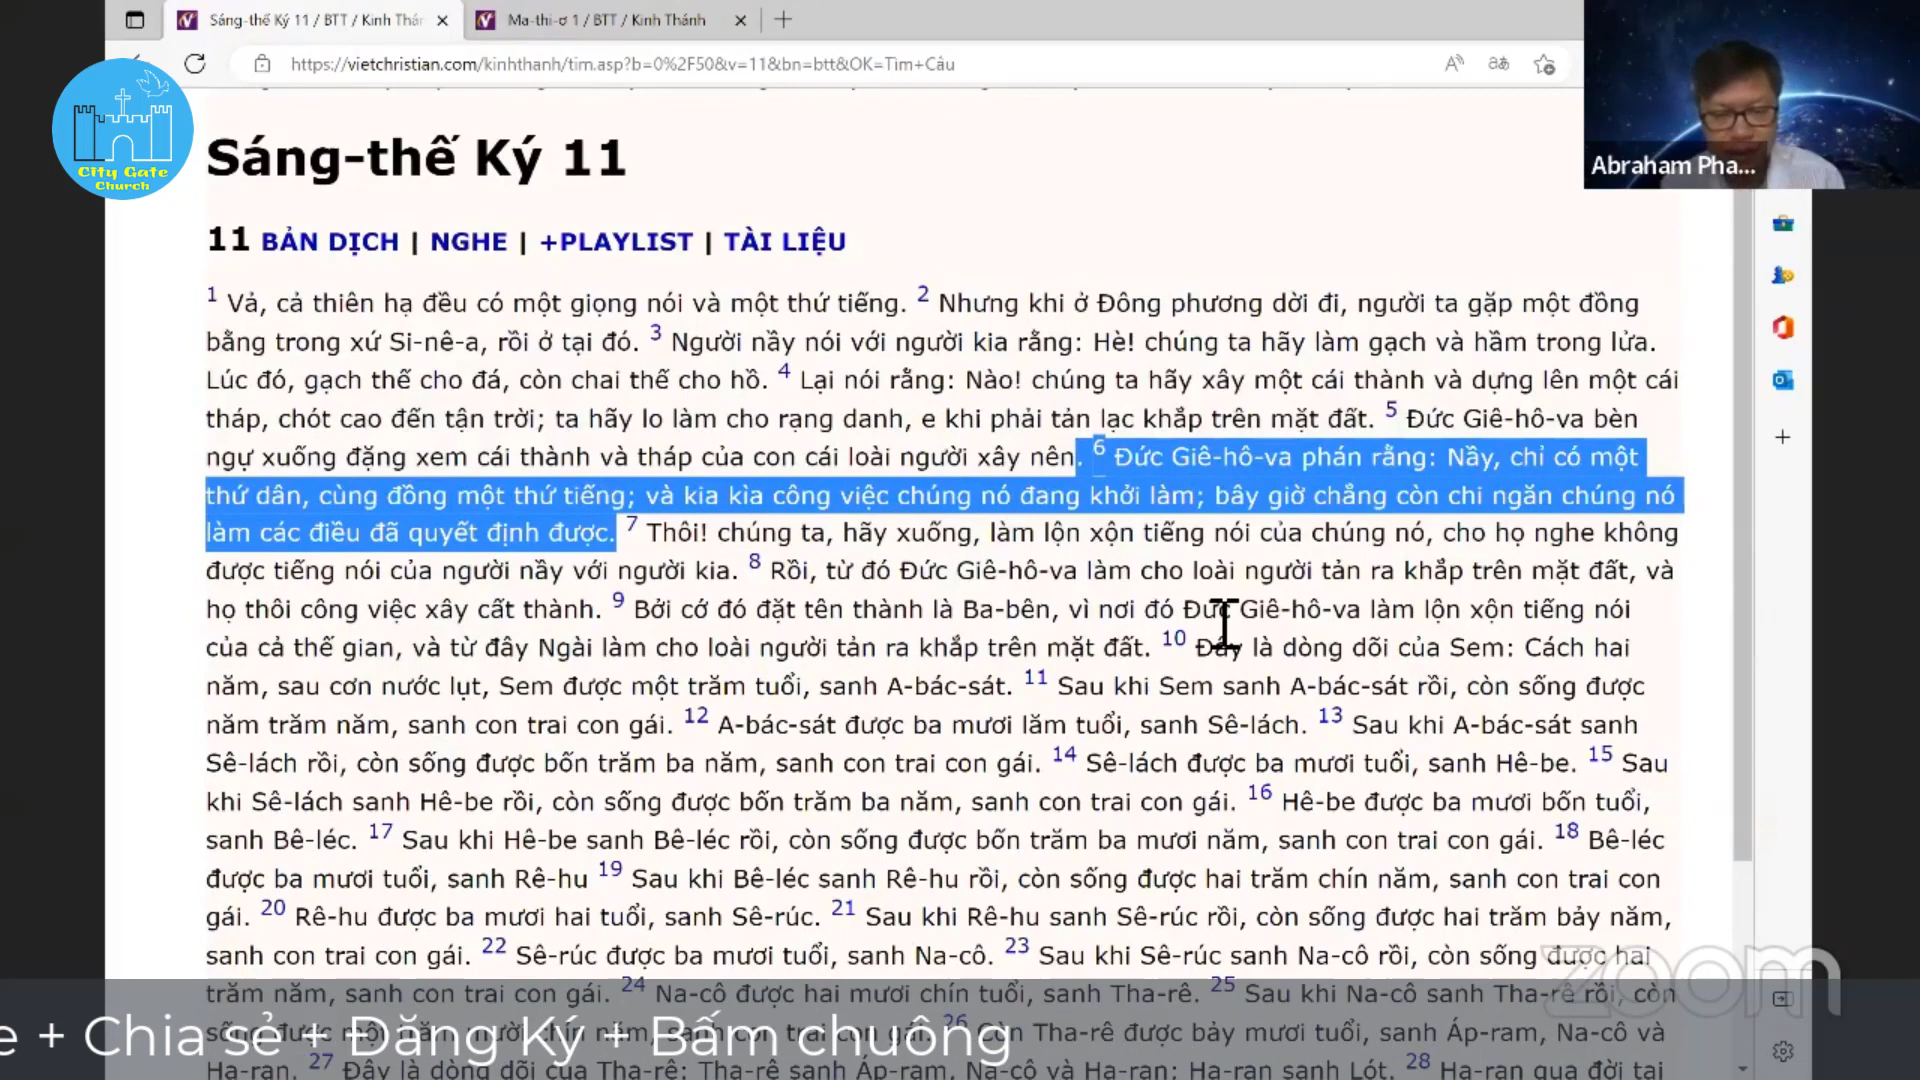 Sáng-thế Ký 11 / BTT / Kinh Thán
Ma-thi-ơ 1 / BTT / Kinh Thánh
https://vietchristian.com/kinhthanh/tim.asp?b=0%2F50&v=11&bn=btt&OK=Tìm+Câu
City Gate
Church
Abraham Pha...
Sáng-thế Ký 11
11 BẢN DỊCH | NGHE | +PLAYLIST | TÀI LIỆU
1 Vả, cả thiên hạ đều có một giọng nói và một thứ tiếng. 2 Nhưng khi ở Đông phương dời đi, người ta gặp một đồng
bằng trong xứ Si-nê-a, rồi ở tại đó. 3 Người nầy nói với người kia rằng: Hè! chúng ta hãy làm gạch và hầm trong lửa.
Lúc đó, gạch thế cho đá, còn chai thế cho hồ. 4 Lại nói rằng: Nào! chúng ta hãy xây một cái thành và dựng lên một cái
tháp, chót cao đến tận trời; ta hãy lo làm cho rạng danh, e khi phải tản lạc khắp trên mặt đất. 5 Đức Giê-hô-va bèn
ngự xuống đặng xem cái thành và tháp của con cái loài người xây nên. 6 Đức Giê-hô-va phán rằng: Nầy, chỉ có một
thứ dân, cùng đồng một thứ tiếng; và kia kìa công việc chúng nó đang khởi làm; bây giờ chẳng còn chi ngăn chúng nó
làm các điều đã quyết định được. 7 Thôi! chúng ta, hãy xuống, làm lộn xộn tiếng nói của chúng nó, cho họ nghe không
được tiếng nói của người nầy với người kia. 8 Rồi, từ đó Đức Giê-hô-va làm cho loài người tản ra khắp trên mặt đất, và
họ thôi công việc xây cất thành. 9 Bởi cớ đó đặt tên thành là Ba-bên, vì nơi đó Đức Giê-hô-va làm lộn xộn tiếng nói
của cả thế gian, và từ đây Ngài làm cho loài người tản ra khắp trên mặt đất. 10 Đây là dòng dõi của Sem: Cách hai
năm, sau cơn nước lụt, Sem được một trăm tuổi, sanh A-bác-sát. 11 Sau khi Sem sanh A-bác-sát rồi, còn sống được
năm trăm năm, sanh con trai con gái. 12 A-bác-sát được ba mươi lăm tuổi, sanh Sê-lách. 13 Sau khi A-bác-sát sanh
Sê-lách rồi, còn sống được bốn trăm ba năm, sanh con trai con gái. 14 Sê-lách được ba mươi tuổi, sanh Hê-be. 15 Sau
khi Sê-lách sanh Hê-be rồi, còn sống được bốn trăm ba năm, sanh con trai con gái. 16 Hê-be được ba mươi bốn tuổi,
sanh Bê-léc. 17 Sau khi Hê-be sanh Bê-léc rồi, còn sống được bốn trăm ba mươi năm, sanh con trai con gái. 18 Bê-léc
được ba mươi tuổi, sanh Rê-hu 19 Sau khi Bê-léc sanh Rê-hu rồi, còn sống được hai trăm chín năm, sanh con trai con
gái. 20 Rê-hu được ba mươi hai tuổi, sanh Sê-rúc. 21 Sau khi Rê-hu sanh Sê-rúc rồi, còn sống được hai trăm bảy năm,
sanh con trai con gái. 22 Sê-rúc được ba mươi tuổi, sanh Na-cô. 23 Sau khi Sê-rúc sanh Na-cô rồi, còn sống được hai
trăm năm, sanh con trai con gái. 24 Na-cô được hai mươi chín tuổi, sanh Tha-rê. 25 Sau khi Na-cô sanh Tha-rê rồi, còn
sống được một trăm mười chín năm, sanh con trai con gái. 26 Còn Tha-rê được bảy mươi tuổi, sanh Áp-ram, Na-cô và
Ha-ran. 27 Đây là dòng dõi của Tha-rê: Tha-rê sanh Áp-ram, Na-cô và Ha-ran; Ha-ran sanh Lót. 28 Ha-ran qua đời tại
zoom
e + Chia sẻ + Đăng Ký + Bấm chuông